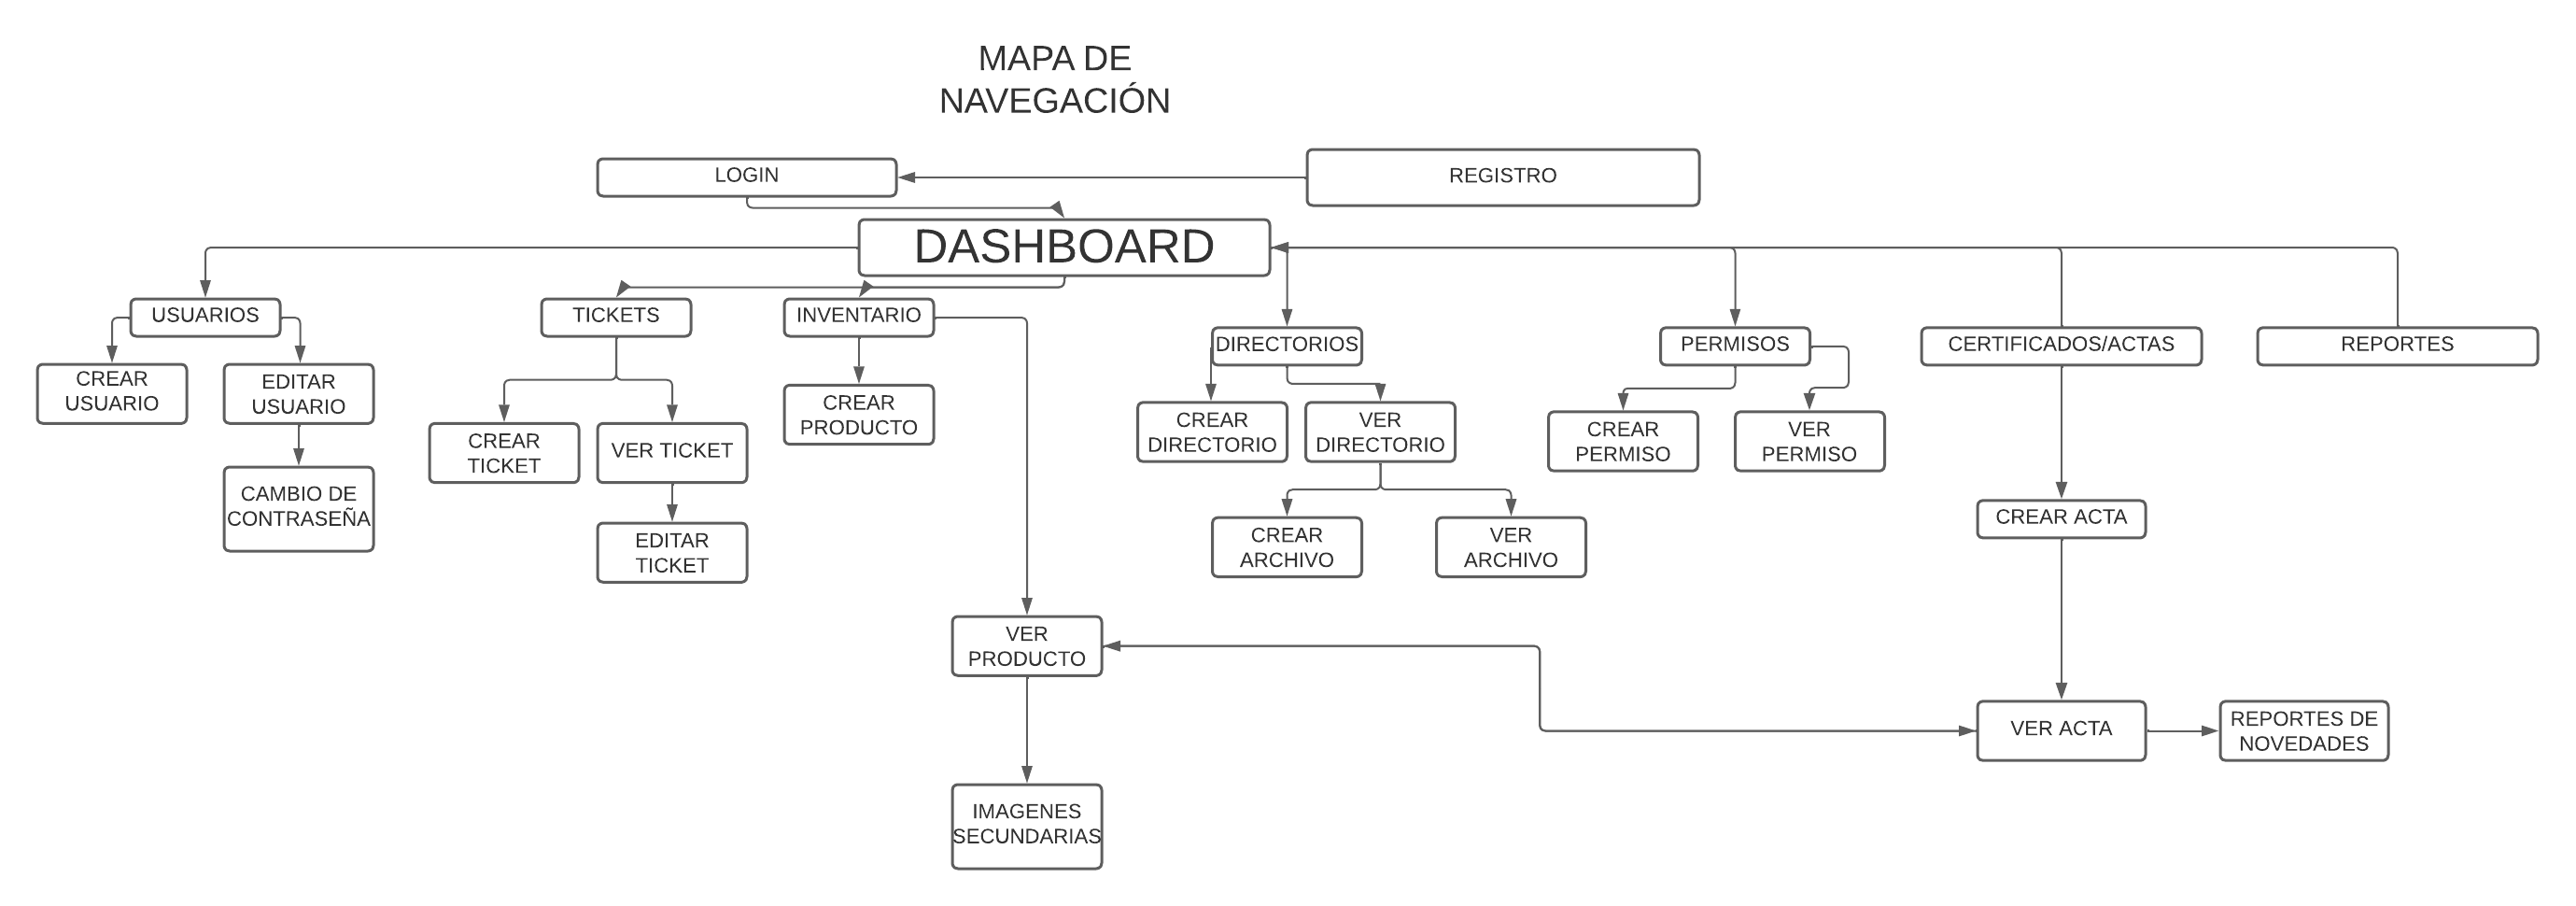 MAPA DE
NAVEGACIÓN
LOGIN
REGISTRO
DASHBOARD
USUARIOS
TICKETS
INVENTARIO
DIRECTORIOS
PERMISOS
CERTIFICADOS/ACTAS
REPORTES
CREAR
USUARIO
EDITAR
USUARIO
CREAR
PRODUCTO
CREAR
DIRECTORIO
VER
DIRECTORIO
CREAR
PERMISO
VER
PERMISO
CREAR
TICKET
VER TICKET
CAMBIO DE
CONTRASEÑA
EDITAR
TICKET
CREAR
ARCHIVO
VER
ARCHIVO
CREAR ACTA
VER
PRODUCTO
VER ACTA
REPORTES DE
NOVEDADES
IMAGENES
SECUNDARIAS